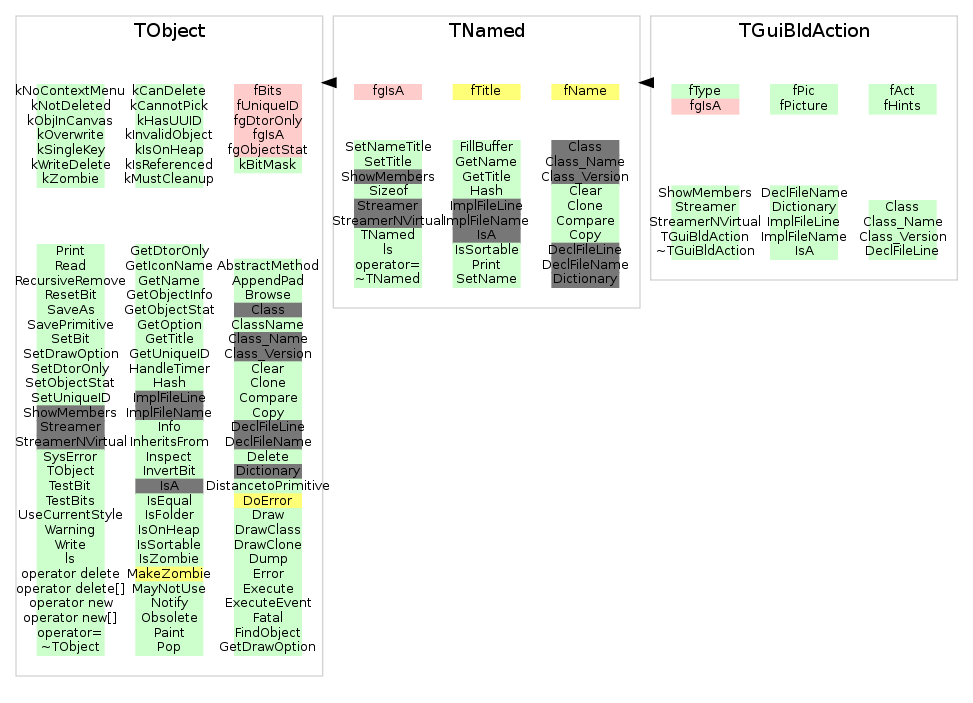 TObject
kNoContextMenu
kNotDeleted
kObjInCanvas
kOverwrite
kSingleKey
kWriteDelete
kZombie
kCanDelete
kCannotPick
kHasUUID
kInvalidObject
kIsOnHeap
kIsReferenced
kMustCleanup
fBits
fUniqueID
fgDtorOnly
fgIsA
fgObjectStat
kBitMask
Print
Read
RecursiveRemove
ResetBit
SaveAs
SavePrimitive
SetBit
SetDrawOption
SetDtorOnly
SetObjectStat
SetUniqueID
ShowMembers
Streamer
StreamerNVirtual
SysError
TObject
TestBit
TestBits
UseCurrentStyle
Warning
Write
ls
operator delete
operator delete[]
operator new
operator new[]
operator=
~TObject
GetDtorOnly
GetIconName
GetName
GetObjectInfo
GetObjectStat
GetOption
GetTitle
GetUniqueID
HandleTimer
Hash
ImplFileLine
ImplFileName
Info
InheritsFrom
Inspect
InvertBit
IsA
IsEqual
IsFolder
IsOnHeap
IsSortable
IsZombie
MakeZombie
MayNotUse
Notify
Obsolete
Paint
Pop
AbstractMethod
AppendPad
Browse
Class
ClassName
Class_Name
Class_Version
Clear
Clone
Compare
Copy
DeclFileLine
DeclFileName
Delete
Dictionary
DistancetoPrimitive
DoError
Draw
DrawClass
DrawClone
Dump
Error
Execute
ExecuteEvent
Fatal
FindObject
GetDrawOption
TNamed
fgIsA
fTitle
fName
SetNameTitle
SetTitle
ShowMembers
Sizeof
Streamer
StreamerNVirtual
TNamed
ls
operator=
~TNamed
FillBuffer
GetName
GetTitle
Hash
ImplFileLine
ImplFileName
IsA
IsSortable
Print
SetName
Class
Class_Name
Class_Version
Clear
Clone
Compare
Copy
DeclFileLine
DeclFileName
Dictionary
TGuiBldAction
fType
fgIsA
fPic
fPicture
fAct
fHints
ShowMembers
Streamer
StreamerNVirtual
TGuiBldAction
~TGuiBldAction
DeclFileName
Dictionary
ImplFileLine
ImplFileName
IsA
Class
Class_Name
Class_Version
DeclFileLine